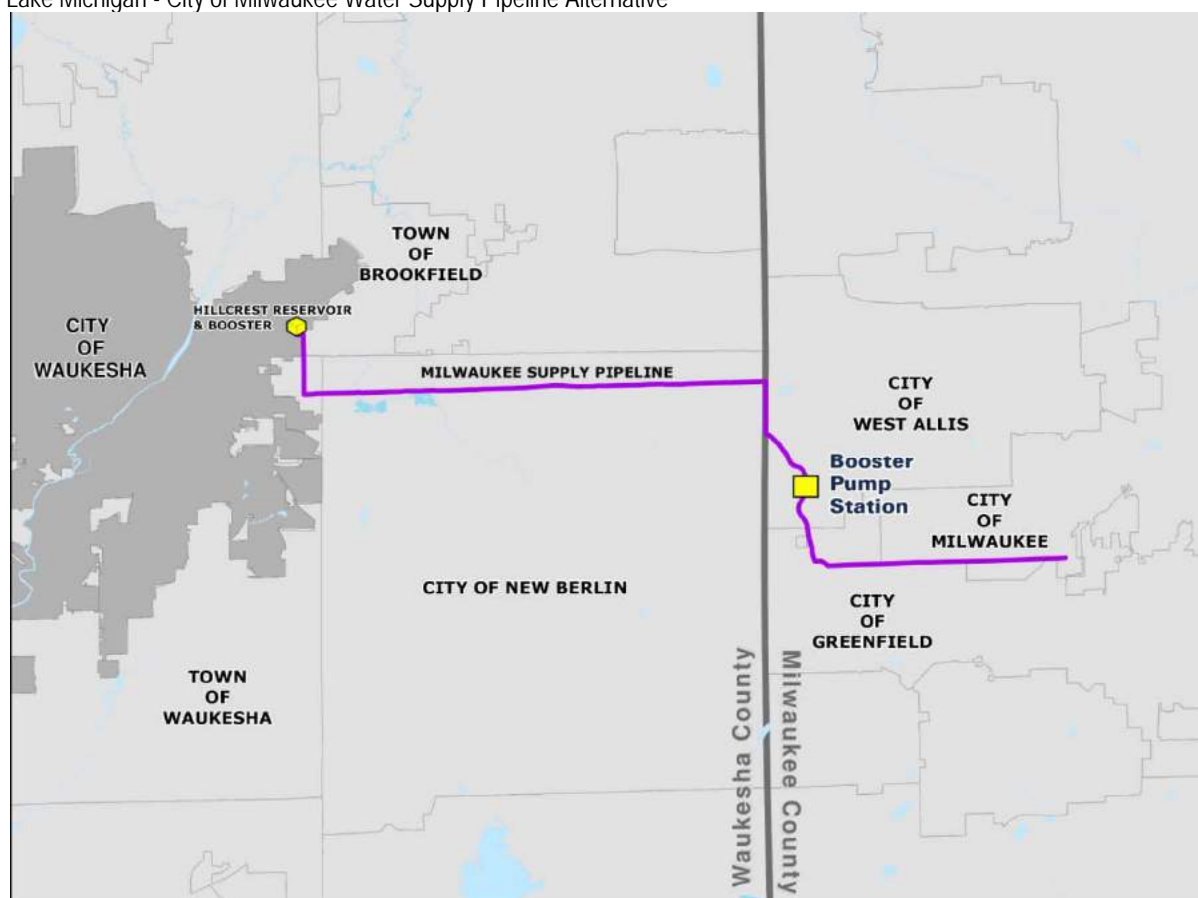 Lake Michigan - City of Milwaukee Water Supply Pipeline Alternative
TOWN
OF
BROOKFIELD
HILLCREST RESERVOIR
& BOOSTER
CITY
OF
WAUKESHA
MILWAUKEE SUPPLY PIPELINE
CITY
OF
WEST ALLIS
Booster
Pump
Station
CITY
OF
MILWAUKEE
CITY OF NEW BERLIN
CITY
OF
GREENFIELD
TOWN
OF
WAUKESHA
Waukesha County
Milwaukee County